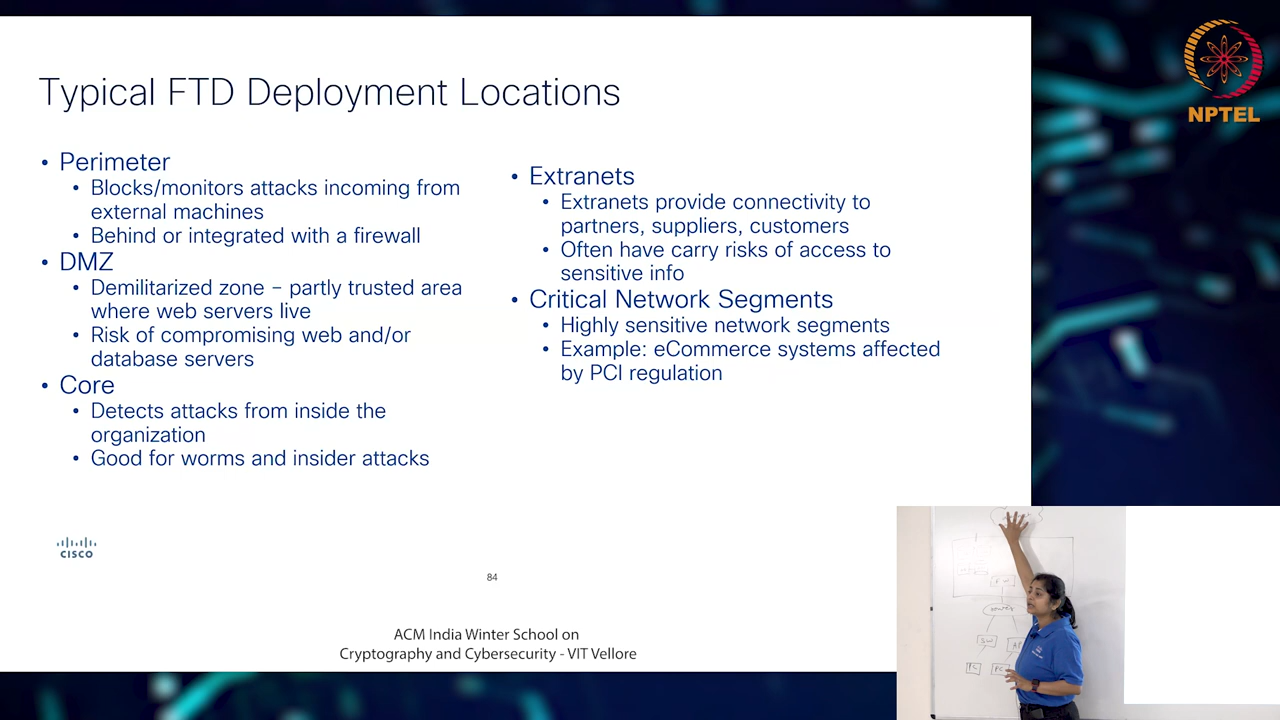 Typical FTD Deployment Locations
• Perimeter
• Blocks/monitors attacks incoming from
external machines
• Behind or integrated with a firewall
• DMZ
• Demilitarized zone – partly trusted area
where web servers live
• Risk of compromising web and/or
database servers
• Core
• Detects attacks from inside the
organization
• Good for worms and insider attacks
• Extranets
• Extranets provide connectivity to
partners, suppliers, customers
• Often have carry risks of access to
sensitive info
• Critical Network Segments
• Highly sensitive network segments
• Example: eCommerce systems affected
by PCI regulation
CISCO
84
ACM India Winter School on
Cryptography and Cybersecurity - VIT Vellore
NPTEL
SW
PC
PC